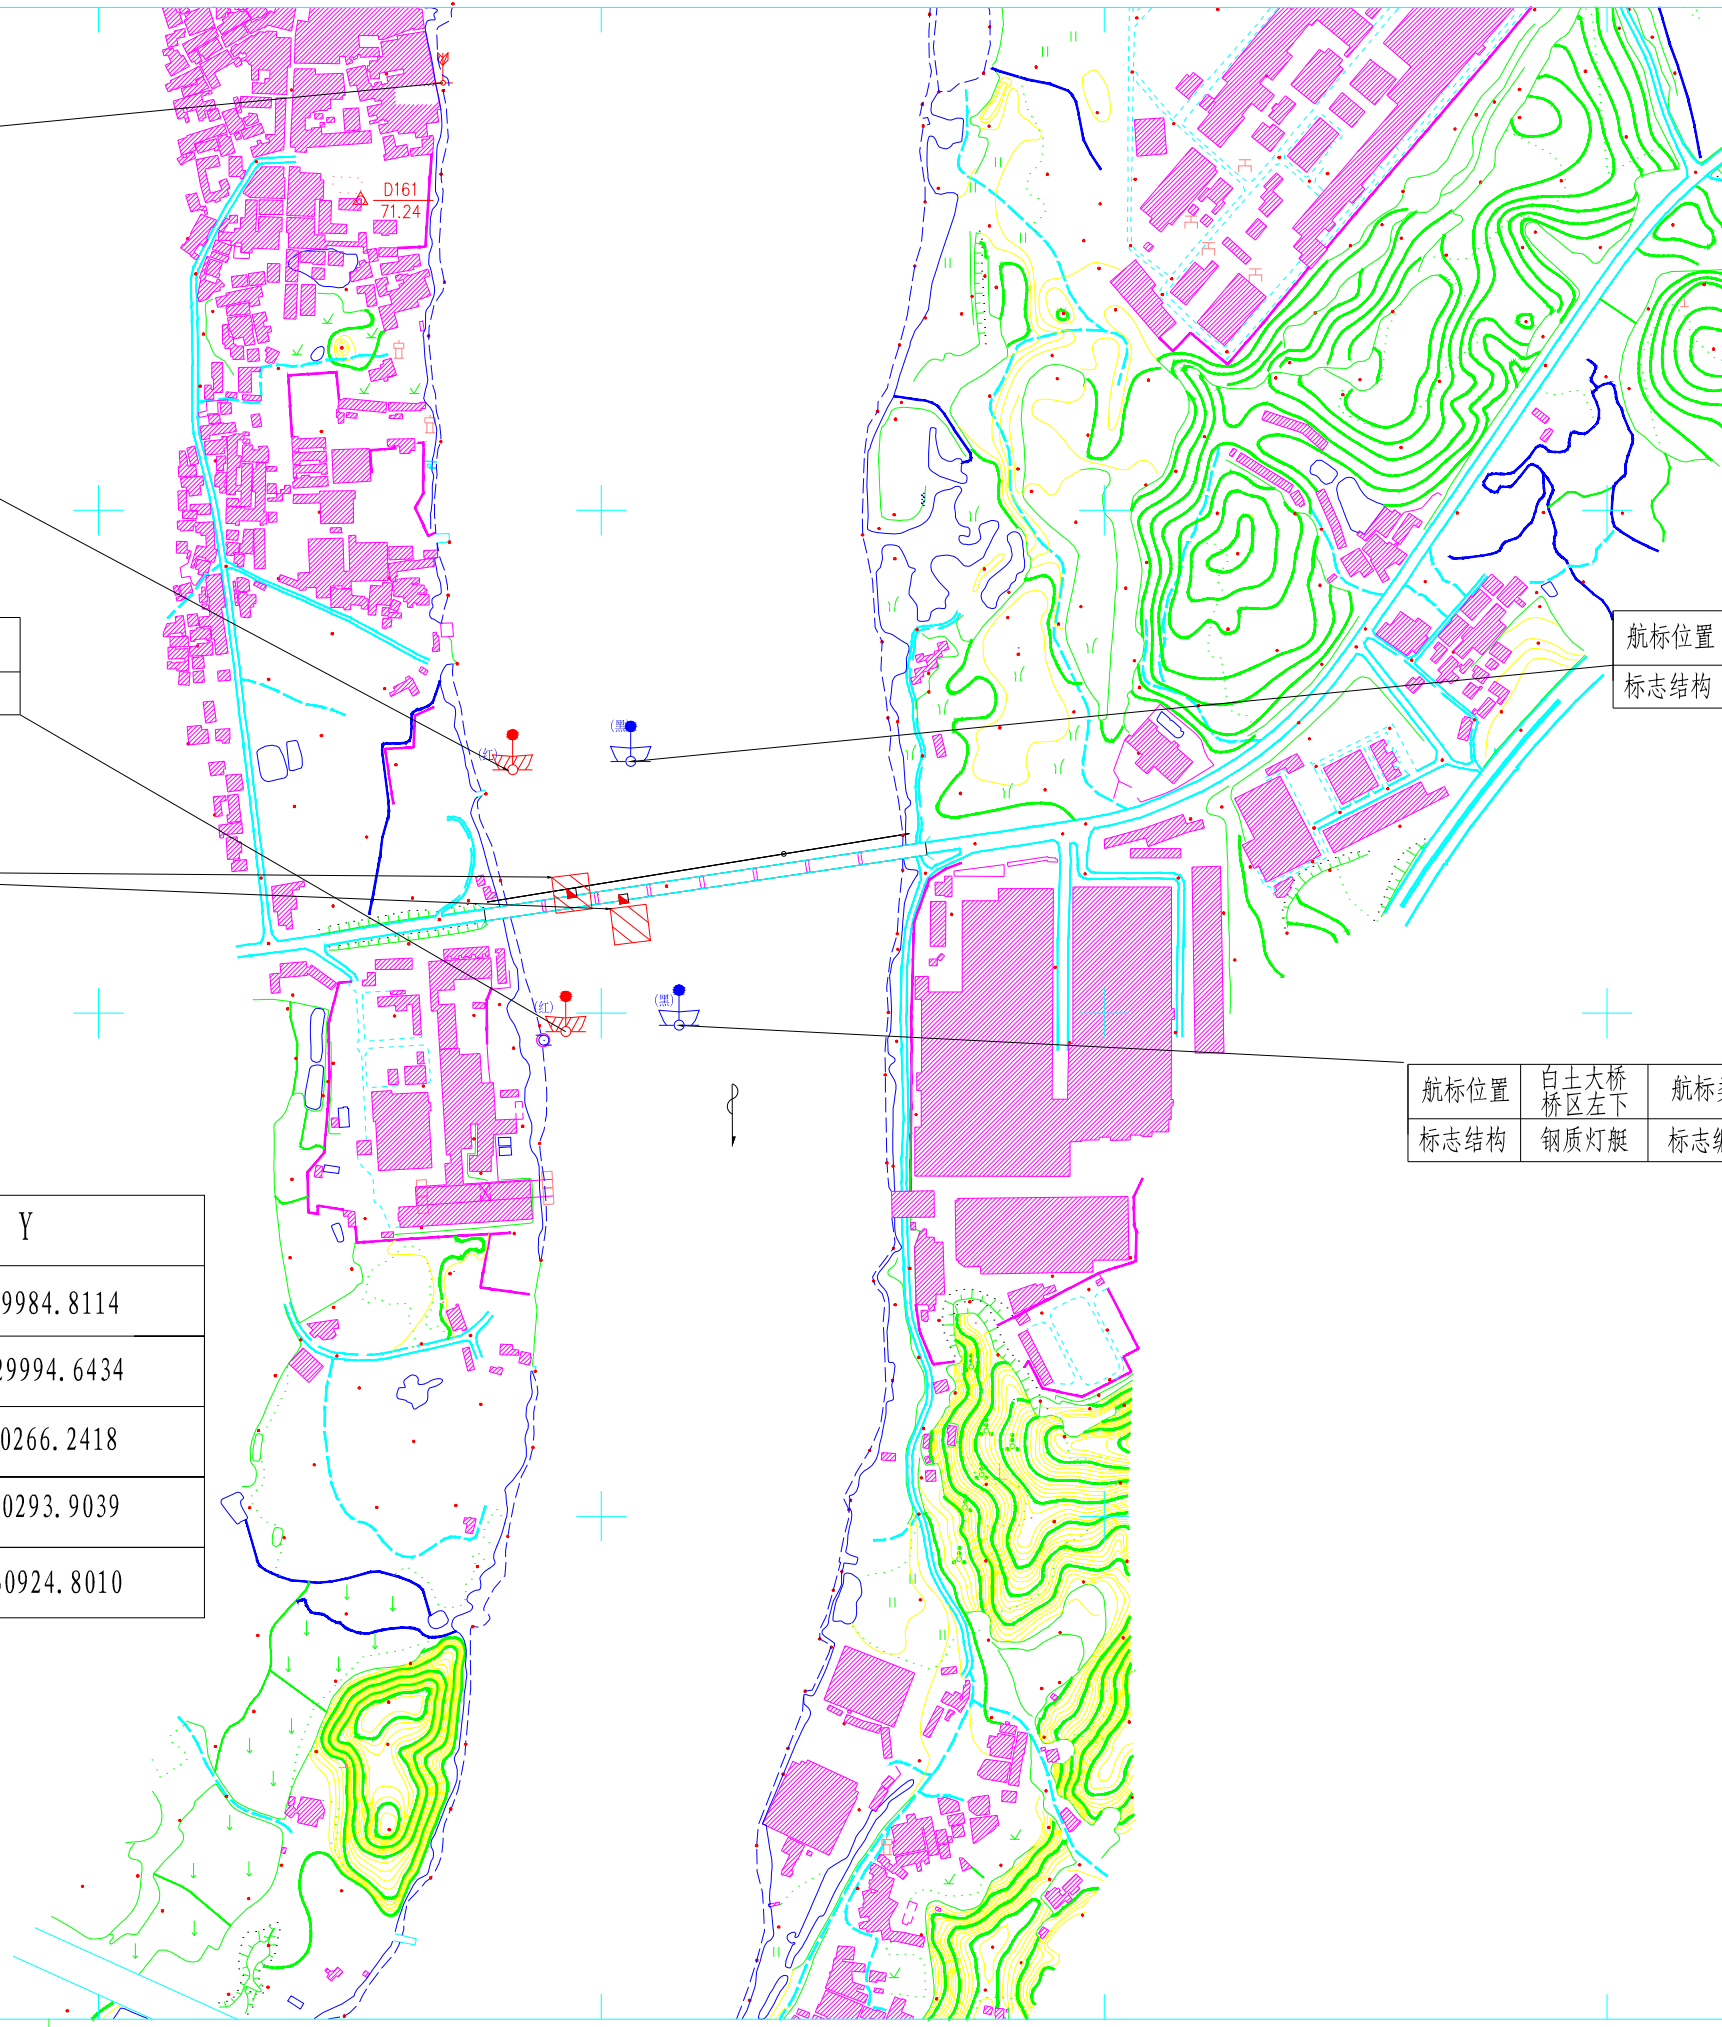 D161
71.24
航标位置
标志结构
(黑)
(红)
(红)
(黑)
航标位置 白土大桥桥区左下 航标
标志结构 钢质灯艇 标志
Y
9984.8114
29994.6434
0266.2418
0293.9039
0924.8010